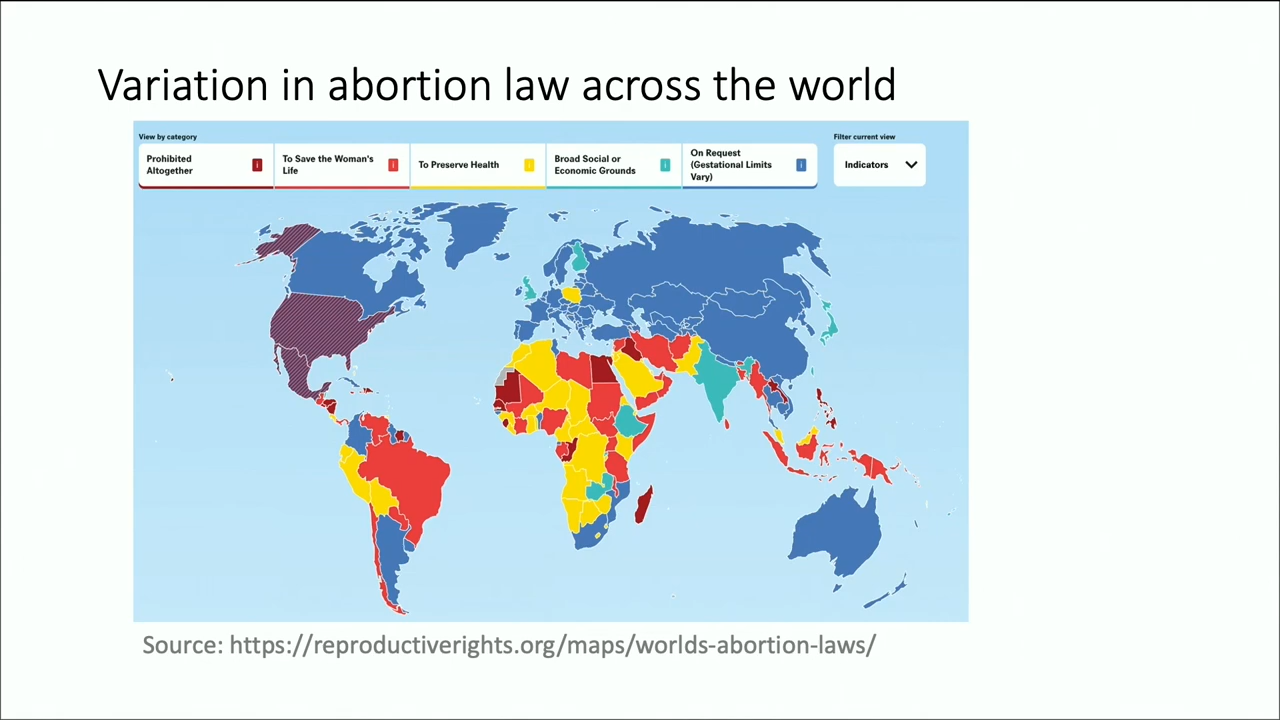 Variation in abortion law across the world
View by category
Filter current view
Prohibited
Altogether
i
To Save the Woman's
Life
i
To Preserve Health
i
Broad Social or
Economic Grounds
i
On Request
(Gestational Limits
Vary)
i
Indicators
Source: https://reproductiverights.org/maps/worlds-abortion-laws/